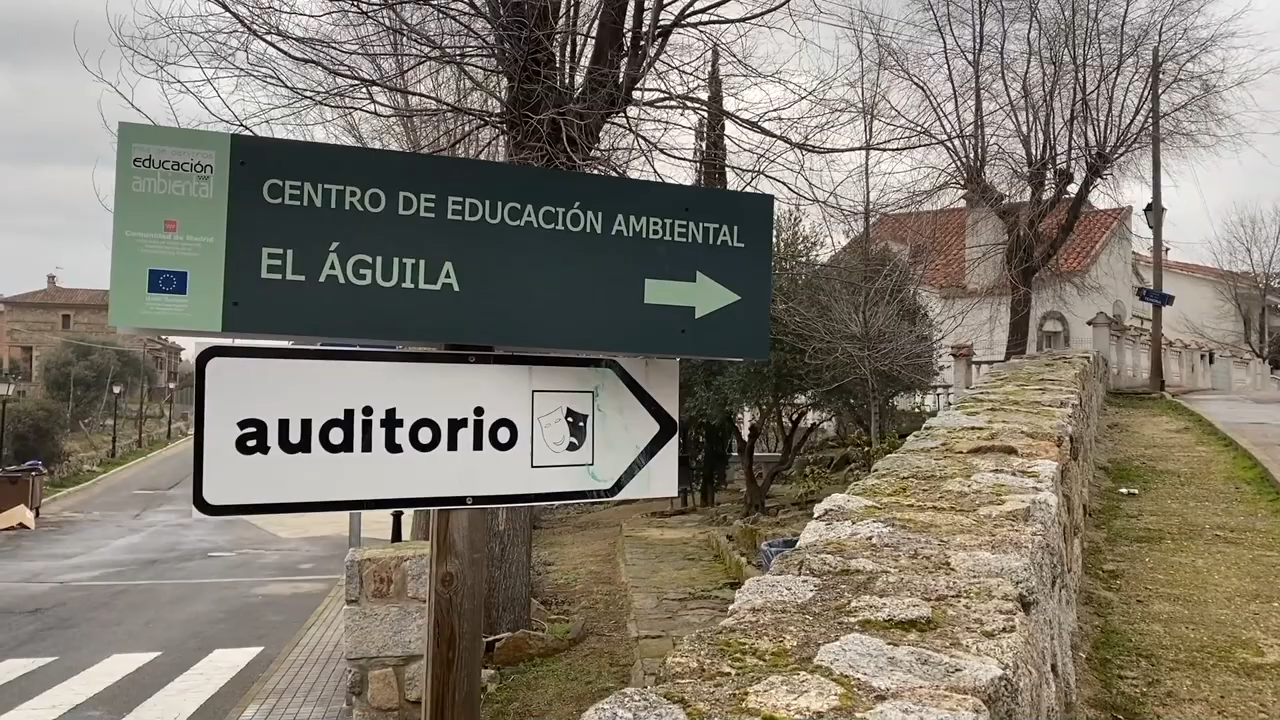 educación
ambiental
Comunidad de Madrid
CENTRO DE EDUCACIÓN AMBIENTAL
EL ÁGUILA
auditorio